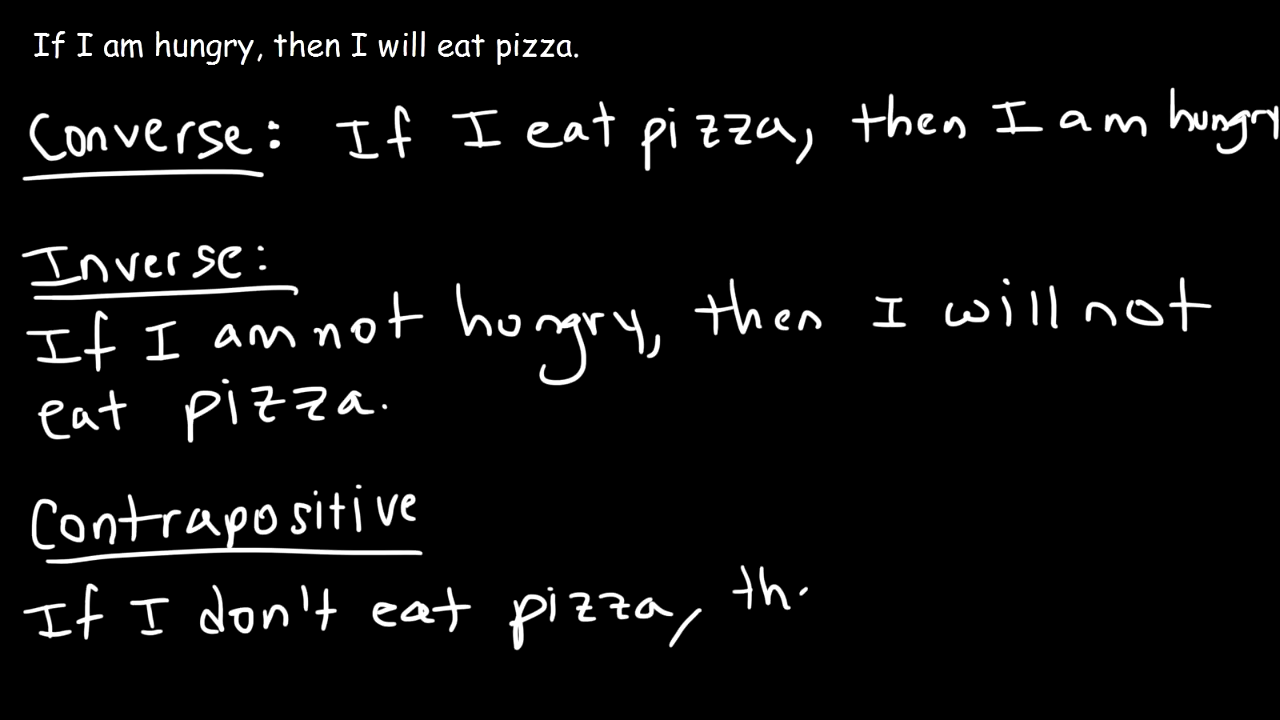 If I am hungry, then I will eat pizza.
Converse: If I eat pizza, then I am hungry
Inverse:
If I am not hungry, then I will not
eat pizza.
Contrapositive
If I don't eat pizza, th